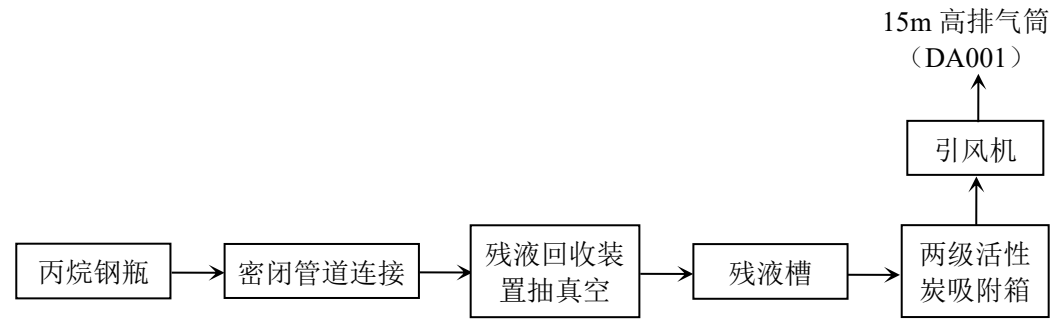 15m 高排气筒
（DA001）
引风机
丙烷钢瓶
密闭管道连接
残液回收装
置抽真空
残液槽
两级活性
炭吸附箱